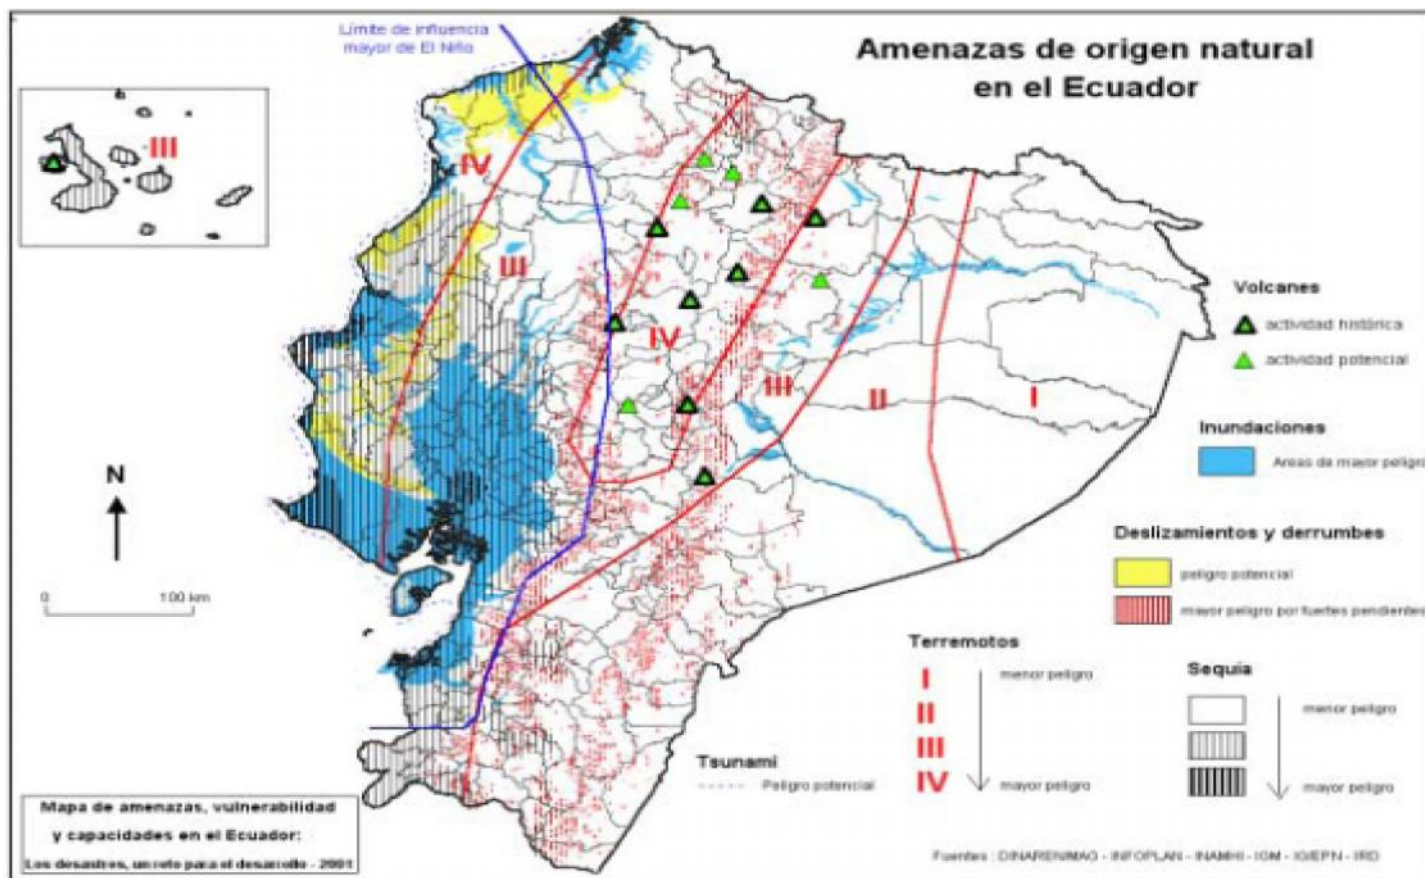 Límite de influencia
mayor de El Niño
Amenazas de origen natural
en el Ecuador
III
IV
III
IV
III
II
I
N
0 100 km
Volcanes
actividad histórica
actividad potencial
Inundaciones
Areas de mayor peligro
Deslizamientos y derrumbes
peligro potencial
mayor peligro por fuertes pendientes
Terremotos
I
menor peligro
II
III
IV
mayor peligro
Sequia
menor peligro
mayor peligro
Tsunami
Peligro potencial
Mapa de amenazas, vulnerabilidad
y capacidades en el Ecuador:
Los desastres, un reto para el desarrollo - 2001
Fuentes : DINAREN/MAG - INFOPLAN - INAMHI - IGM - IG/EPN - IRD